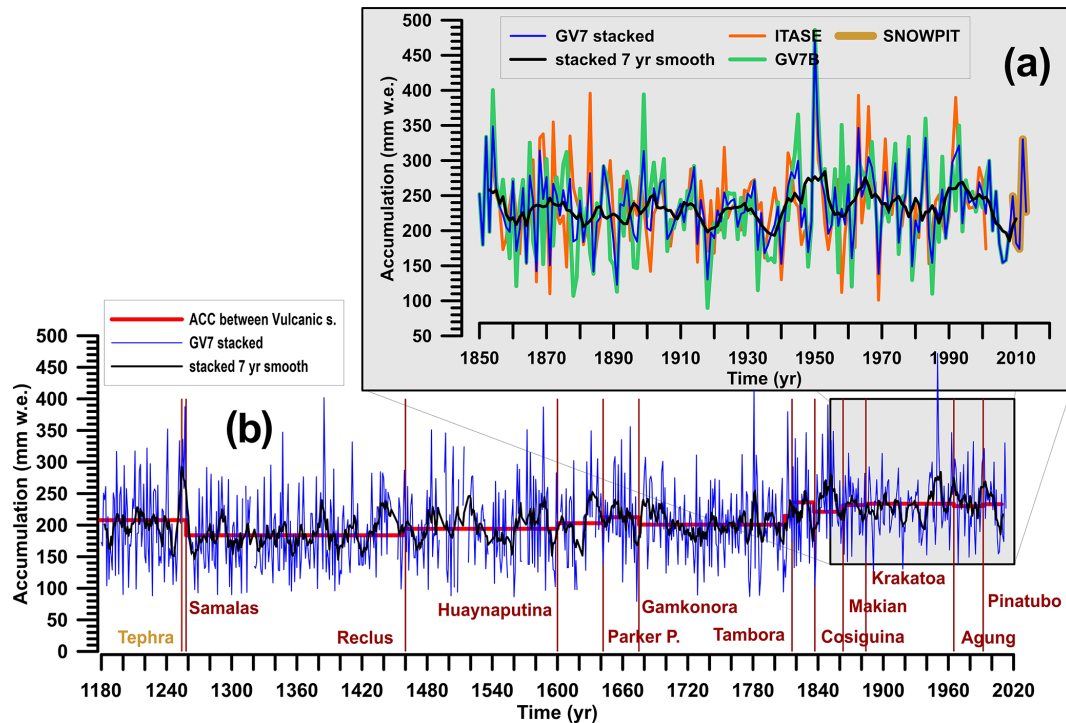 GV7 stacked
ITASE
SNOWPIT
stacked 7 yr smooth
GV7B
(a)
Accumulation (mm w.e.)
500
450
400
350
300
250
200
150
100
50
1850 1870 1890 1910 1930 1950 1970 1990 2010
Time (yr)
ACC between Vulcanic s.
GV7 stacked
stacked 7 yr smooth
(b)
Accumulation (mm w.e.)
500
450
400
350
300
250
200
150
100
50
0
Krakatoa
Samalas
Huaynaputina
Gamkonora
Makian
Pinatubo
Tephra
Reclus
Parker P.
Tambora
Cosiguina
Agung
1180 1240 1300 1360 1420 1480 1540 1600 1660 1720 1780 1840 1900 1960 2020
Time (yr)